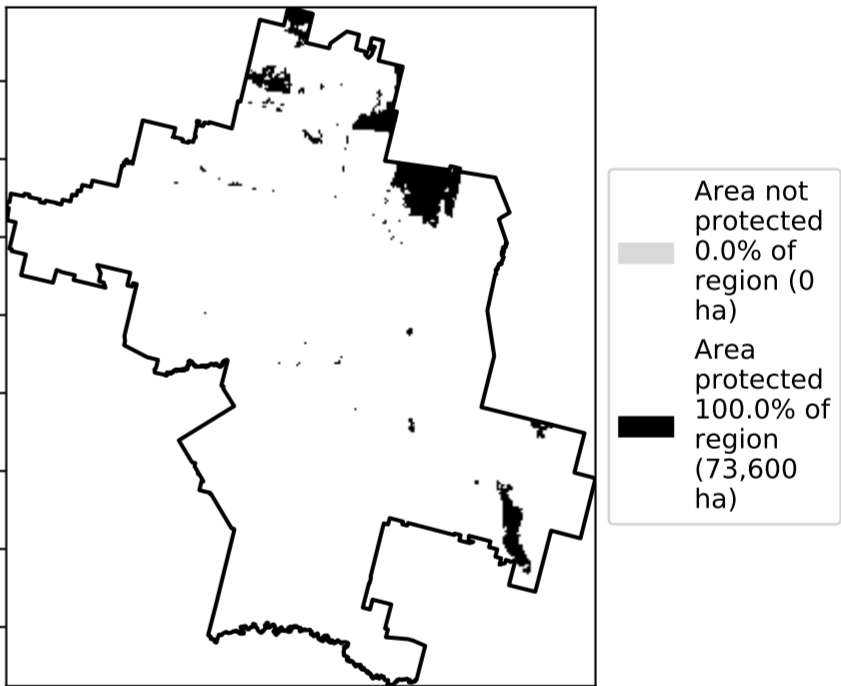 Area not
protected
0.0% of
region (0
ha)
Area
protected
100.0% of
region
(73,600
ha)